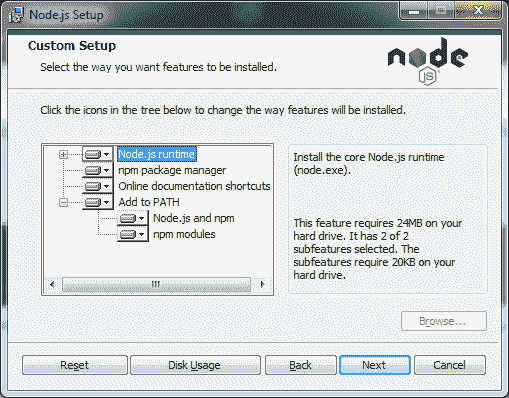 Node.js Setup
Custom Setup
Select the way you want features to be installed.
node
JS
Click the icons in the tree below to change the way features will be installed.
Node.js runtime
npm package manager
Online documentation shortcuts
Add to PATH
Node.js and npm
npm modules
Install the core Node.js runtime
(node.exe).
This feature requires 24MB on your
hard drive. It has 2 of 2
subfeatures selected. The
subfeatures require 20KB on your
hard drive.
Browse...
Reset
Disk Usage
Back
Next
Cancel